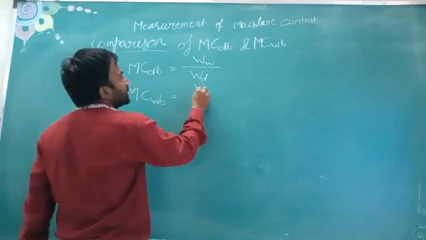 Measurement of Moisture Content
Comparison of MCdb & MCwb
MCdb = Ww
Wd
MCwb =